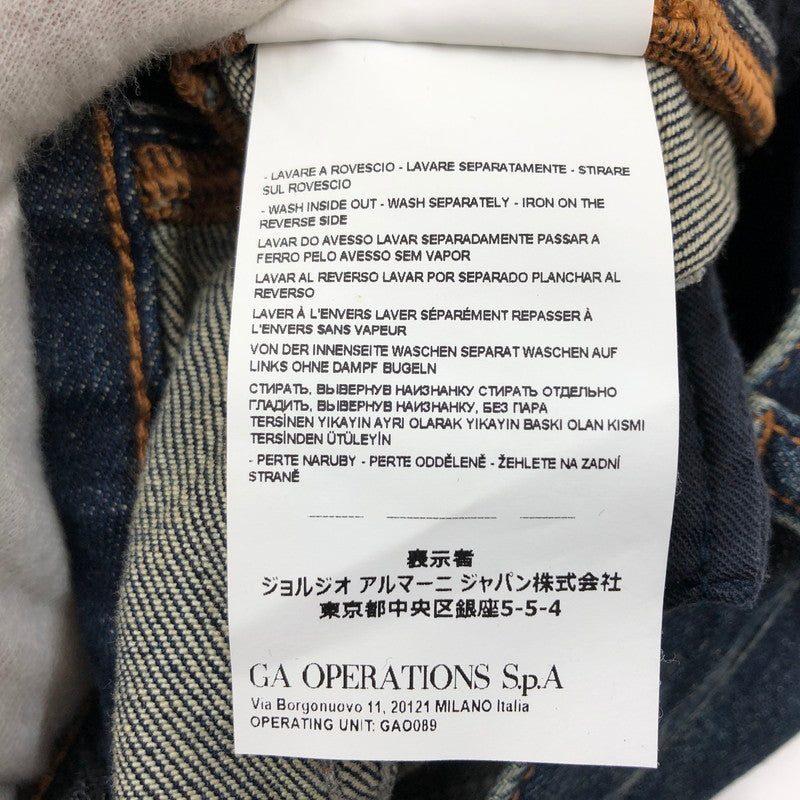 - LAVARE A ROVESCIO - LAVARE SEPARATAMENTE - STIRARE
SUL ROVESCIO
- WASH INSIDE OUT - WASH SEPARATELY - IRON ON THE
REVERSE SIDE
LAVAR DO AVESSO LAVAR SEPARADAMENTE PASSAR A
FERRO PELO AVESSO SEM VAPOR
LAVAR AL REVERSO LAVAR POR SEPARADO PLANCHAR AL
REVERSO
LAVER À L'ENVERS LAVER SÉPARÉMENT REPASSER À
L'ENVERS SANS VAPEUR
VON DER INNENSEITE WASCHEN SEPARAT WASCHEN AUF
LINKS OHNE DAMPF BUGELN
СТИРАТЬ, ВЫВЕРНУВ НАИЗНАНКУ СТИРАТЬ ОТДЕЛЬНО
ГЛАДИТЬ, ВЫВЕРНУВ НАИЗНАНКУ, БЕЗ ПАРА
TERSİNEN YIKAYIN AYRI OLARAK YIKAYIN BASKI OLAN KISMI
TERSİNDEN ÜTÜLEYİN
- PERTE NARUBY - PERTE ODDĚLENĚ - ŽEHLETE NA ZADNÍ
STRANĚ
表示者
ジョルジオ アルマーニ ジャパン株式会社
東京都中央区銀座5-5-4
GA OPERATIONS S.p.A
Via Borgonuovo 11, 20121 MILANO Italia
OPERATING UNIT: GAO089